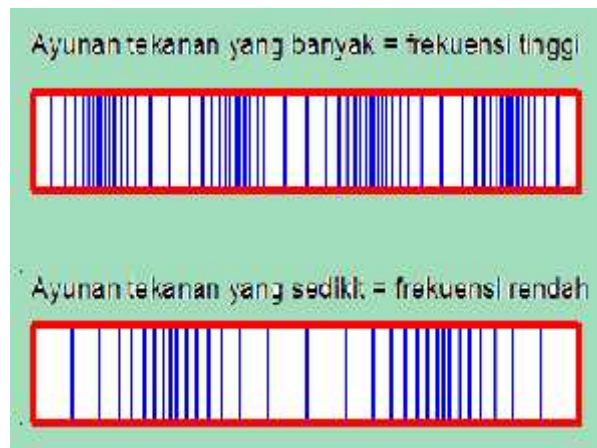 Ayunan tekanan yang banyak = frekuensi tinggi
Ayunan tekanan yang sedikit = frekuensi rendah